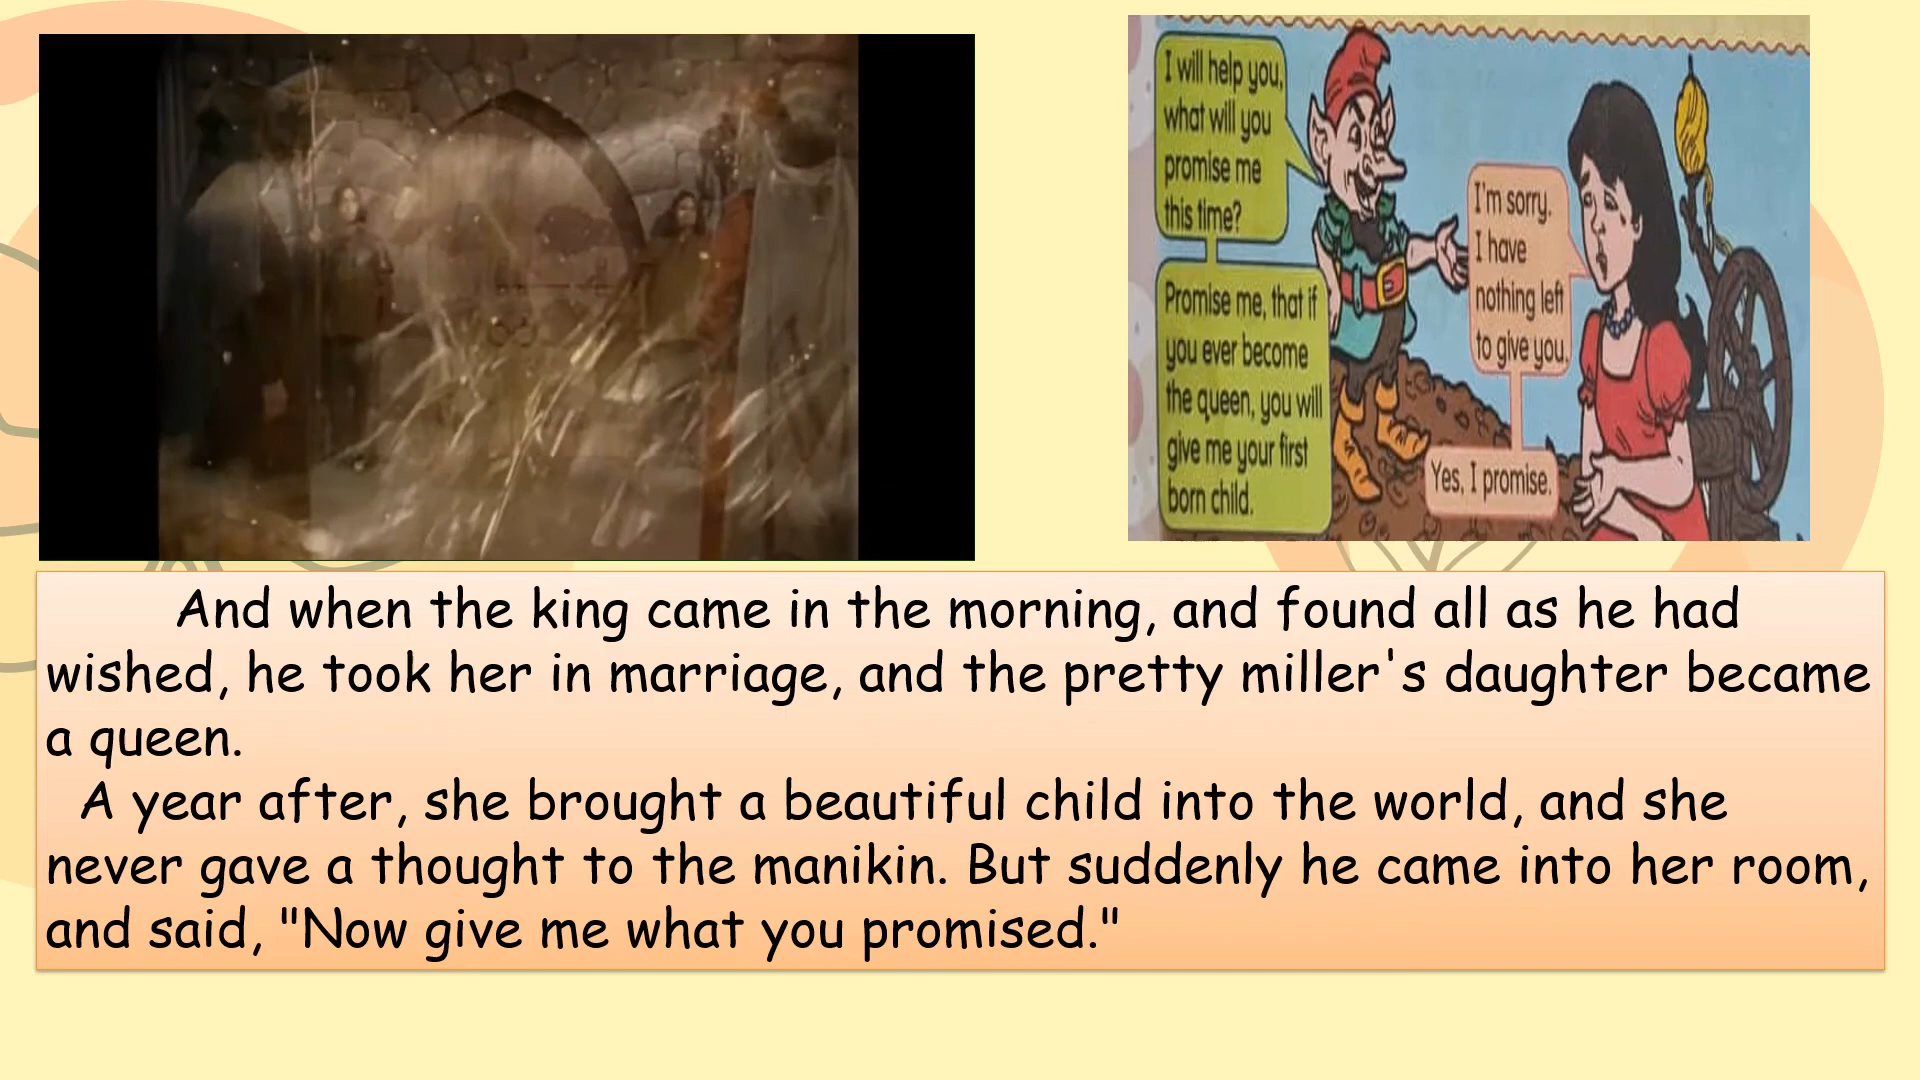 I will help you,
what will you
promise me
this time?
I'm sorry.
I have
nothing left
to give you.
Promise me, that if
you ever become
the queen, you will
give me your first
born child.
Yes, I promise.
And when the king came in the morning, and found all as he had
wished, he took her in marriage, and the pretty miller's daughter became
a queen.
A year after, she brought a beautiful child into the world, and she
never gave a thought to the manikin. But suddenly he came into her room,
and said, "Now give me what you promised."